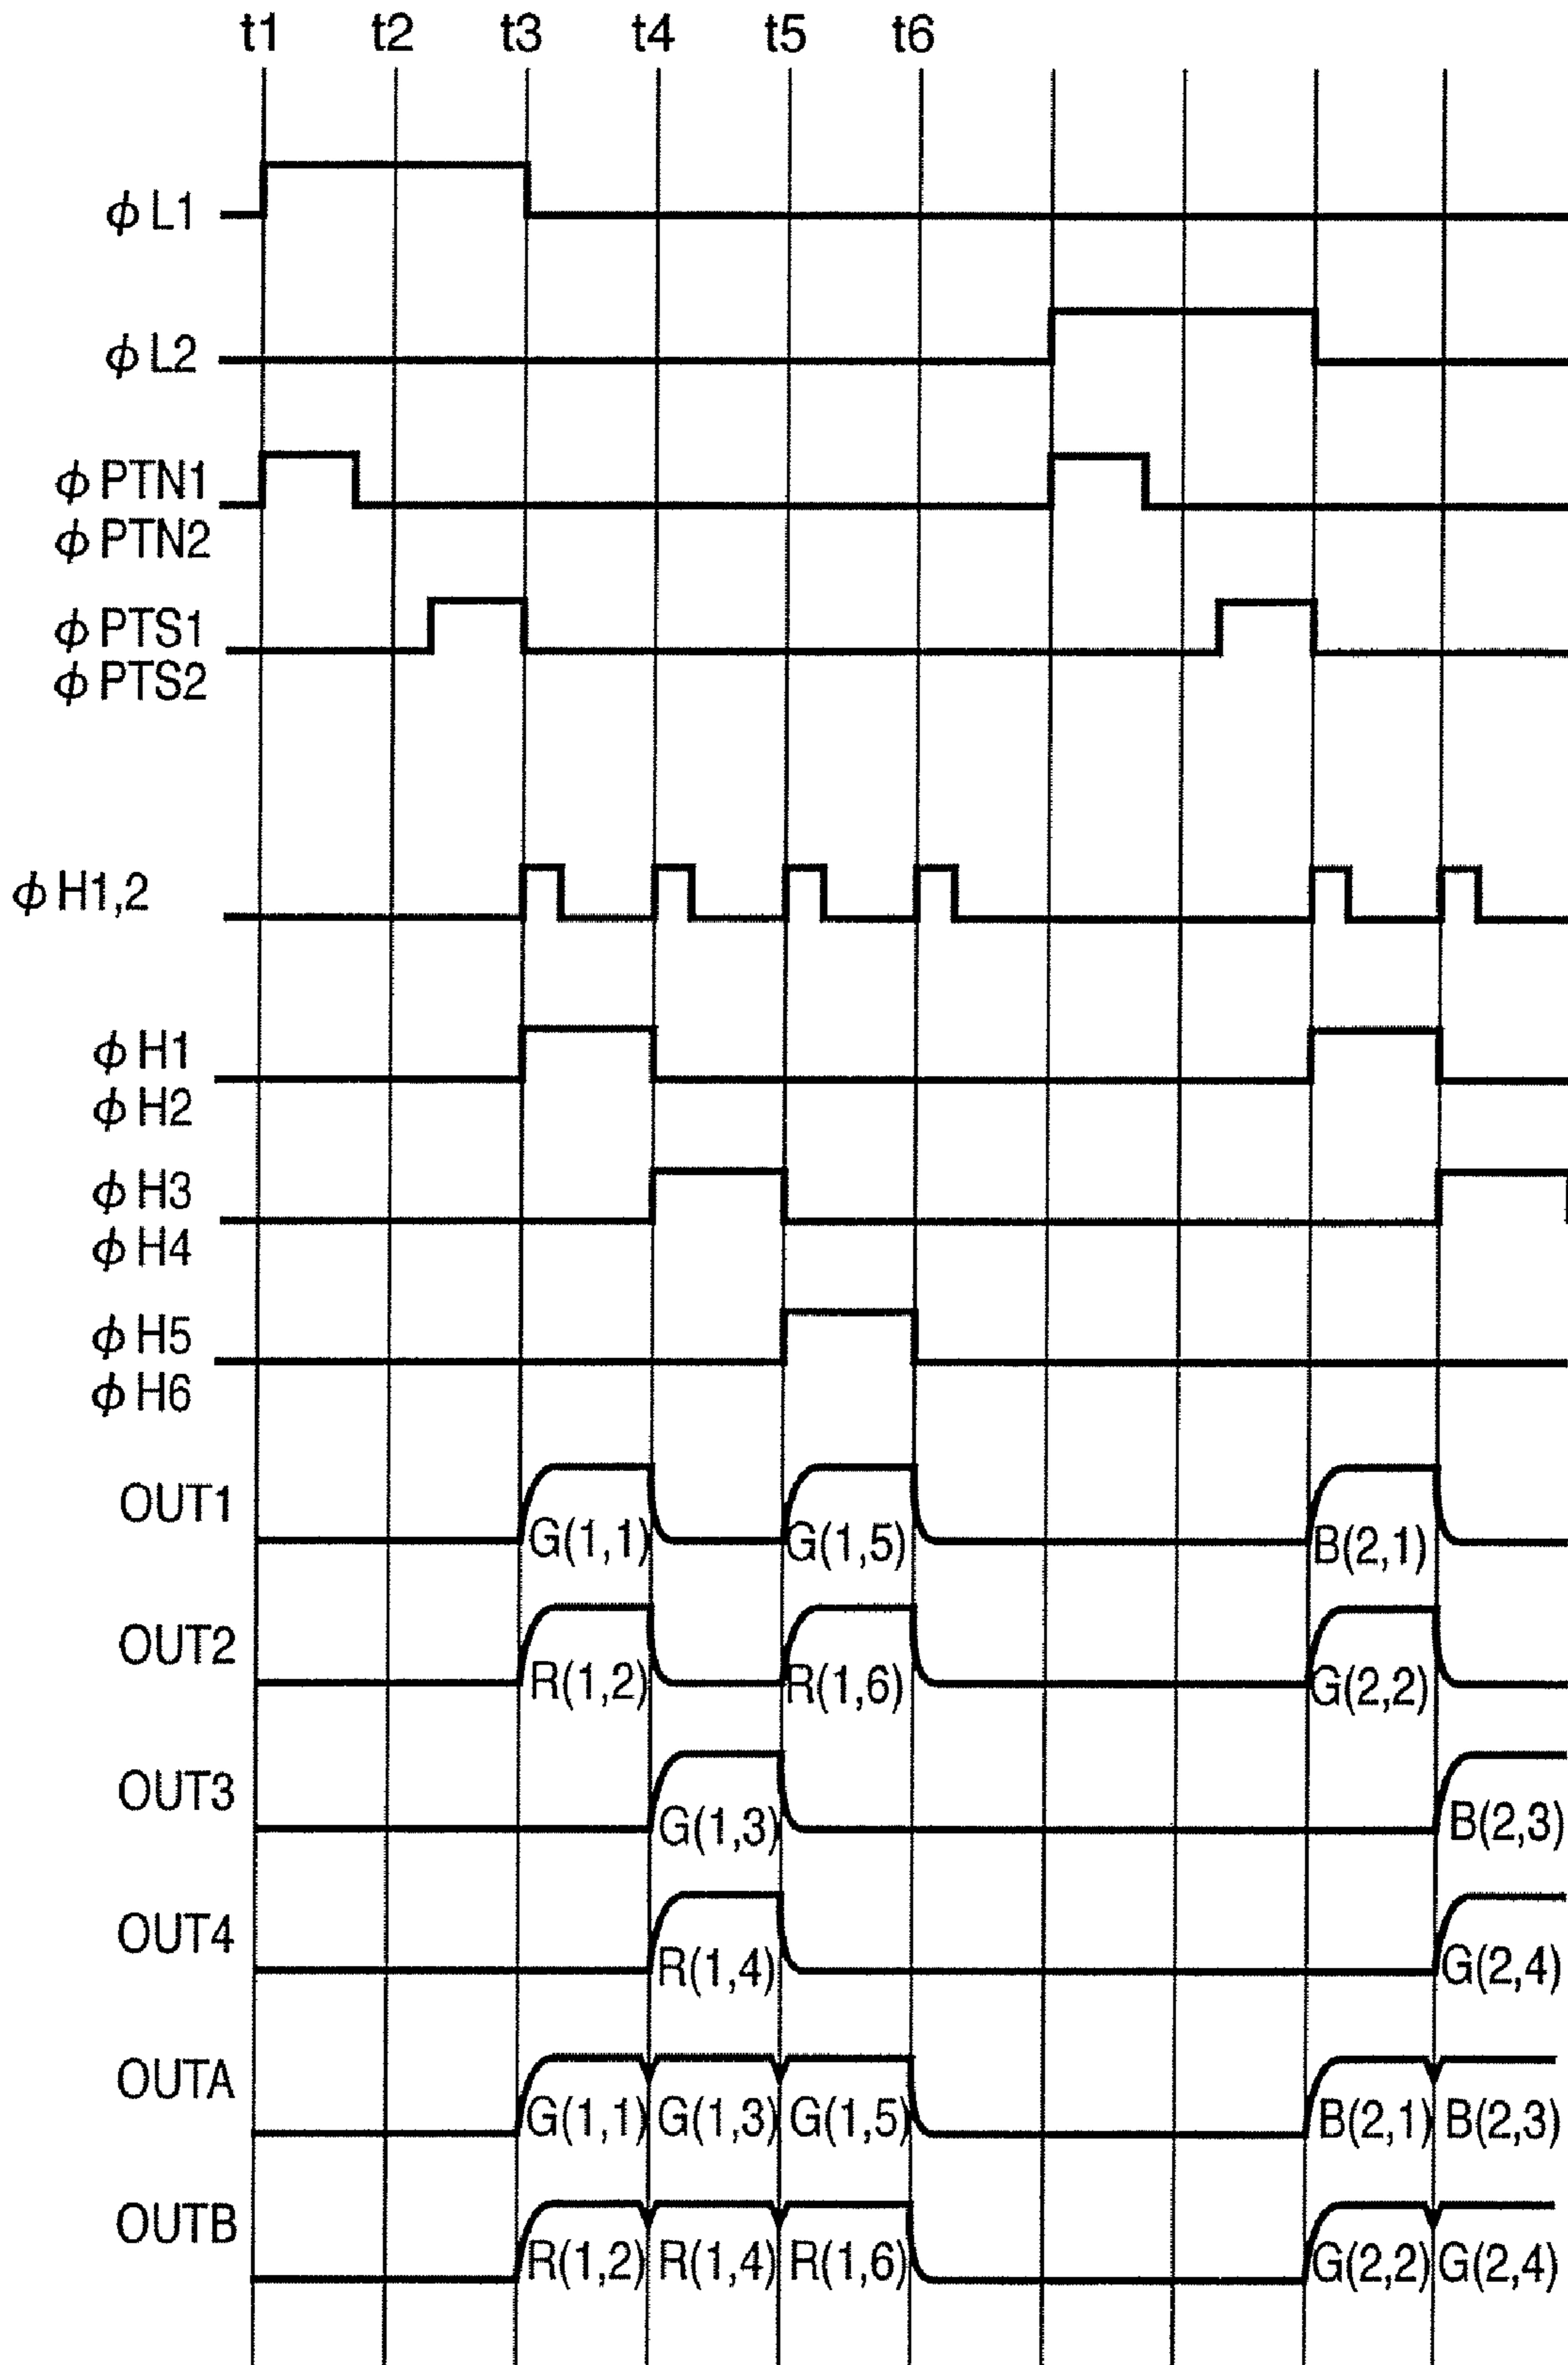 t1 t2 t3 t4 t5 t6
φL1
φL2
φPTN1
φPTN2
φPTS1
φPTS2
φH1,2
φH1
φH2
φH3
φH4
φH5
φH6
OUT1
G(1,1) G(1,5) B(2,1)
OUT2
R(1,2) R(1,6) G(2,2)
OUT3
G(1,3) B(2,3)
OUT4
R(1,4) G(2,4)
OUTA
G(1,1) G(1,3) G(1,5) B(2,1) B(2,3)
OUTB
R(1,2) R(1,4) R(1,6) G(2,2) G(2,4)